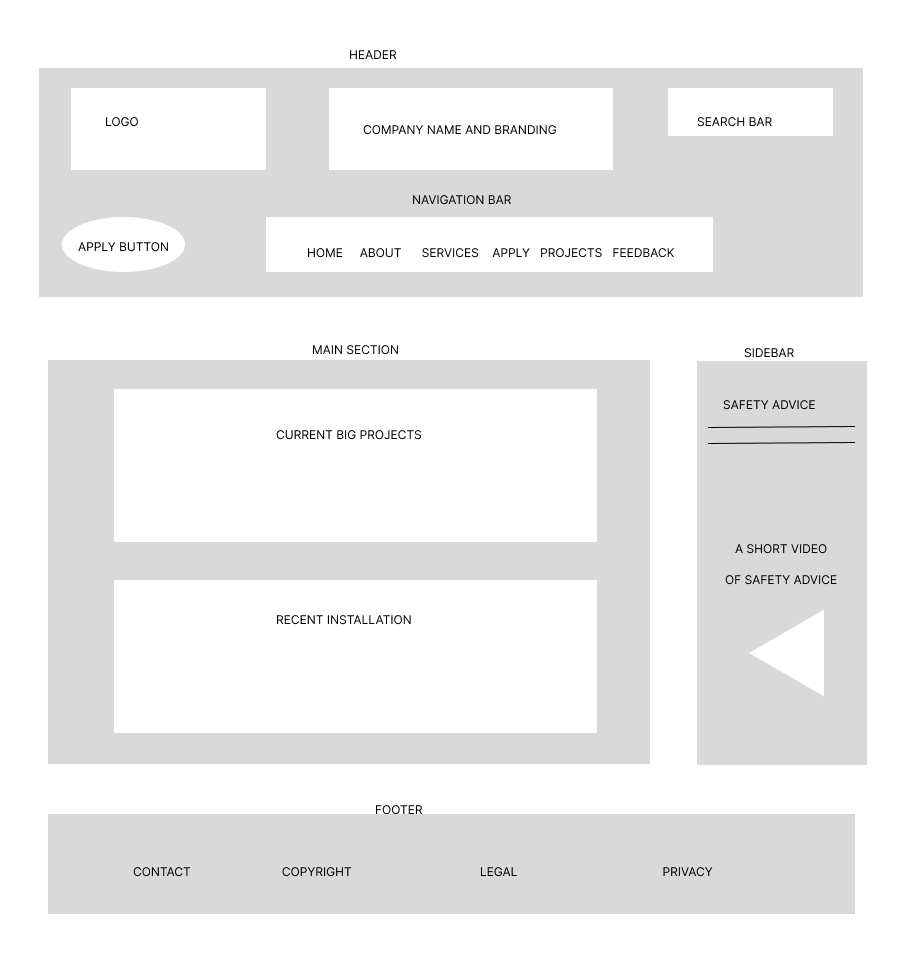 HEADER
LOGO
COMPANY NAME AND BRANDING
SEARCH BAR
NAVIGATION BAR
APPLY BUTTON
HOME ABOUT SERVICES APPLY PROJECTS FEEDBACK
MAIN SECTION
CURRENT BIG PROJECTS
RECENT INSTALLATION
SIDEBAR
SAFETY ADVICE
A SHORT VIDEO
OF SAFETY ADVICE
FOOTER
CONTACT COPYRIGHT LEGAL PRIVACY